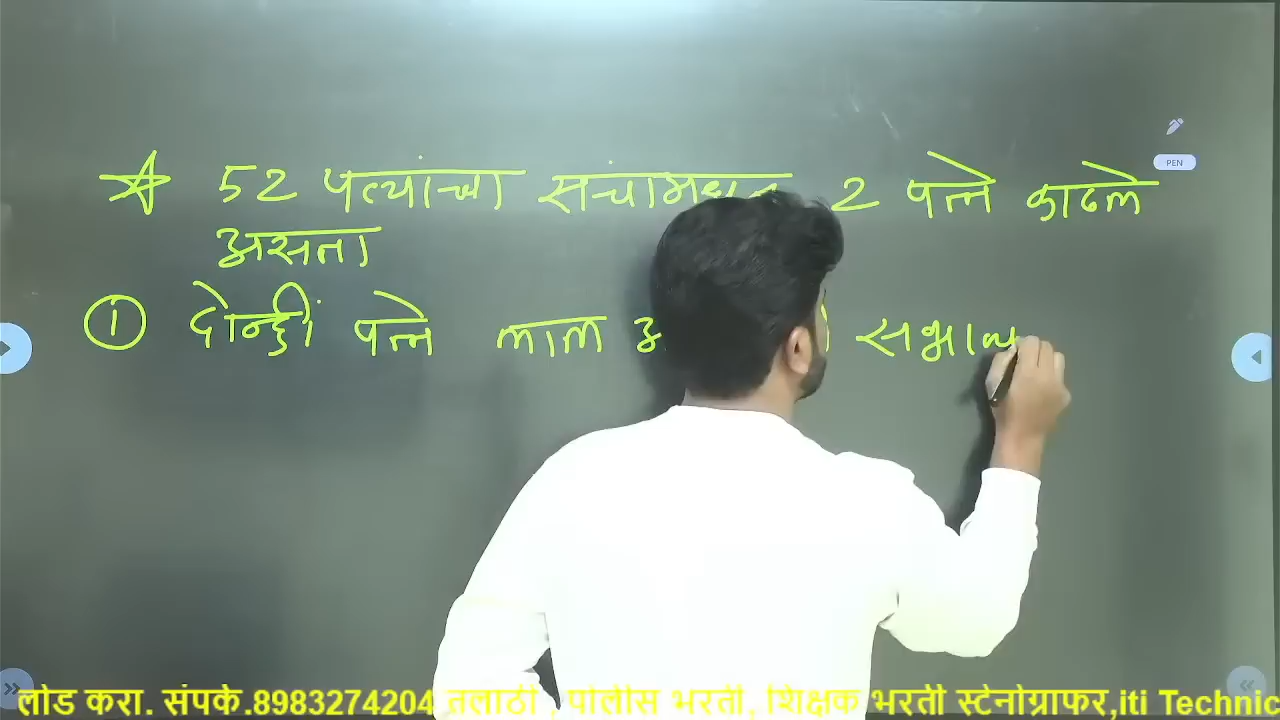 52 पत्यांच्या संचामधून 2 पत्ते काढले
असता
① दोन्हीं पत्ते लाल
PEN
लोड करा. संपर्क.8983274204 तलाठी , पोलीस भरती, शिक्षक भरती स्टेनोग्राफर,iti Technic